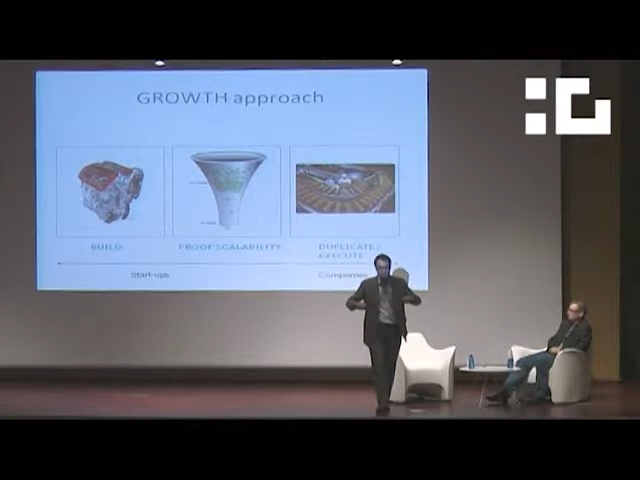 GROWTH approach
BUILD
PROOF SCALABILITY
DUPLICATE /
EXECUTE
Start-ups
Companies